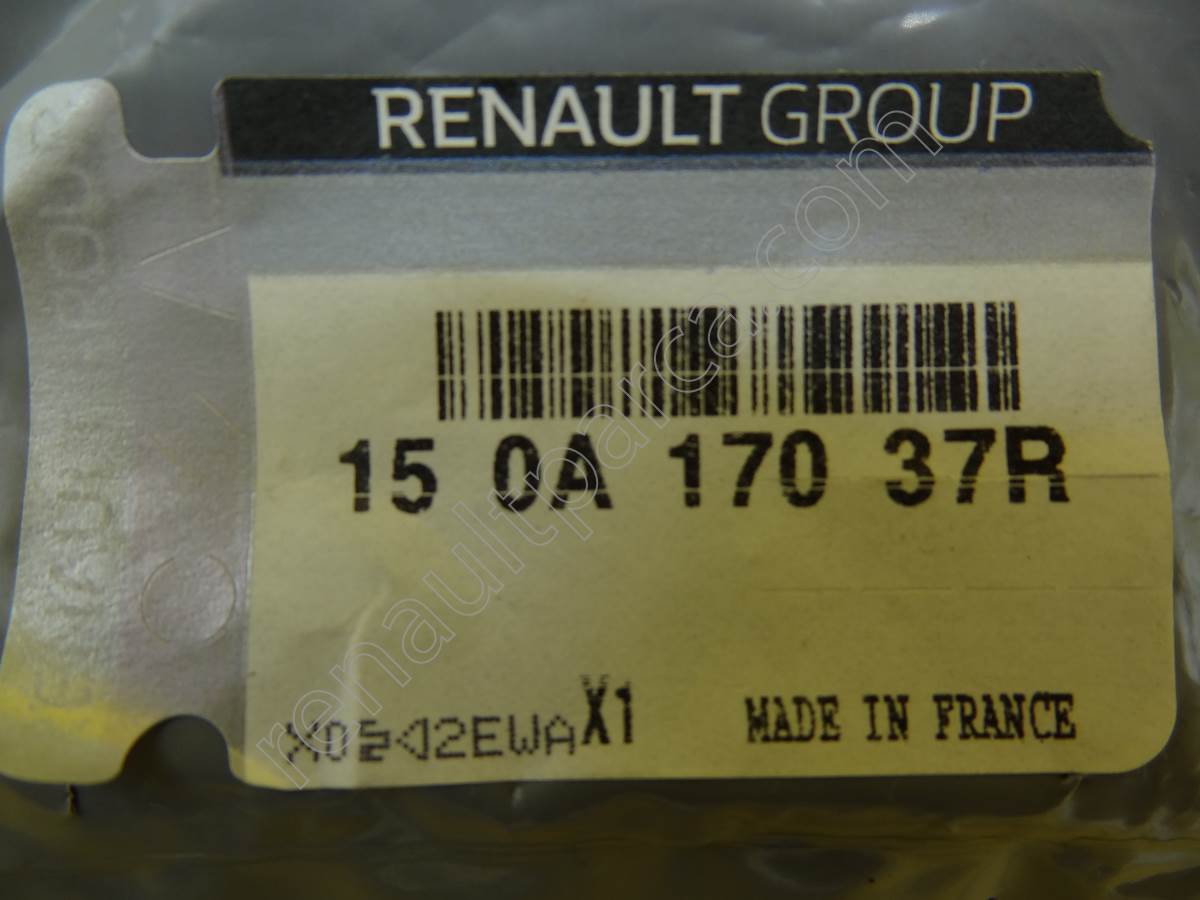 RENAULT GROUP
15 0A 170 37R
X1
MADE IN FRANCE
renaultparca.com